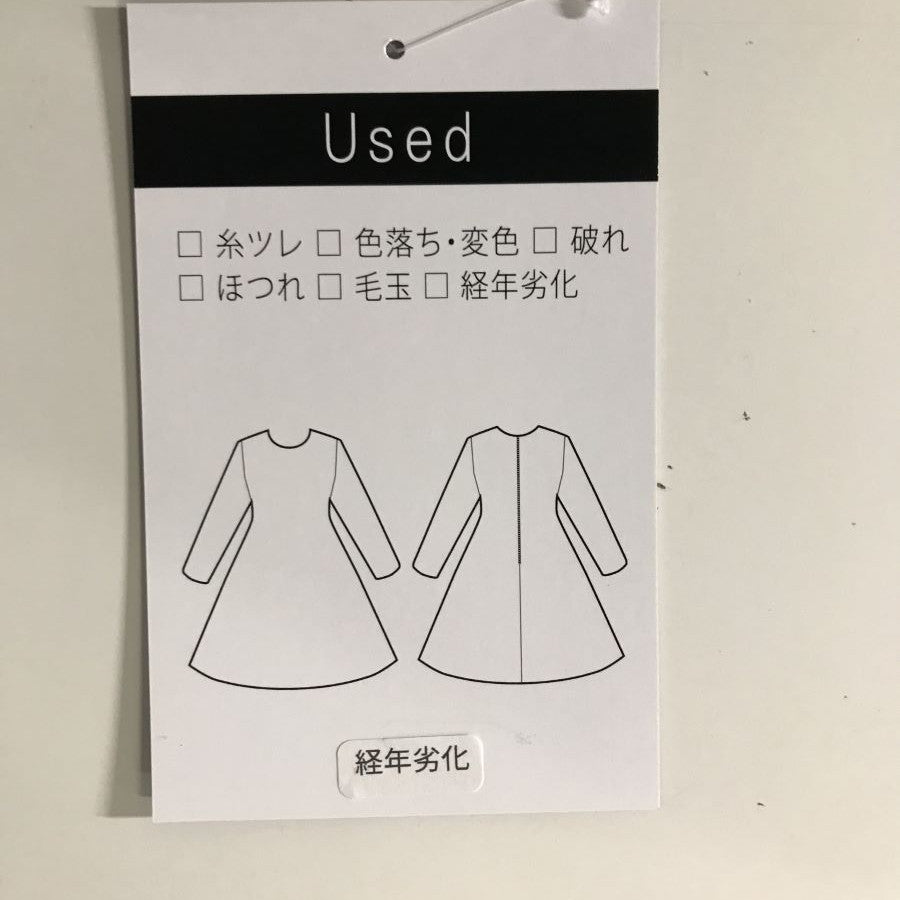 Used
□ 糸ツレ □ 色落ち・変色 □ 破れ
□ ほつれ □ 毛玉 □ 経年劣化
経年劣化